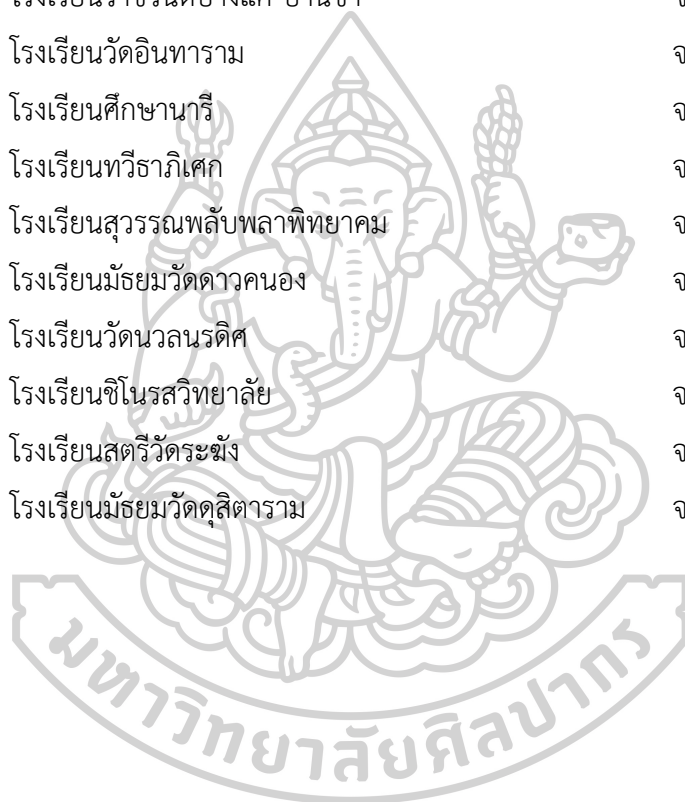 โรงเรียนวัดอินทาราม จ
โรงเรียนศึกษานารี จ
โรงเรียนทวีธาภิเศก จ
โรงเรียนสุวรรณพลับพลาพิทยาคม จ
โรงเรียนมัธยมวัดดาวคนอง จ
โรงเรียนวัดนวลนรดิศ จ
โรงเรียนชิโนรสวิทยาลัย จ
โรงเรียนสตรีวัดระฆัง จ
โรงเรียนมัธยมวัดดุสิตาราม จ
มหาวิทยาลัยศิลปากร